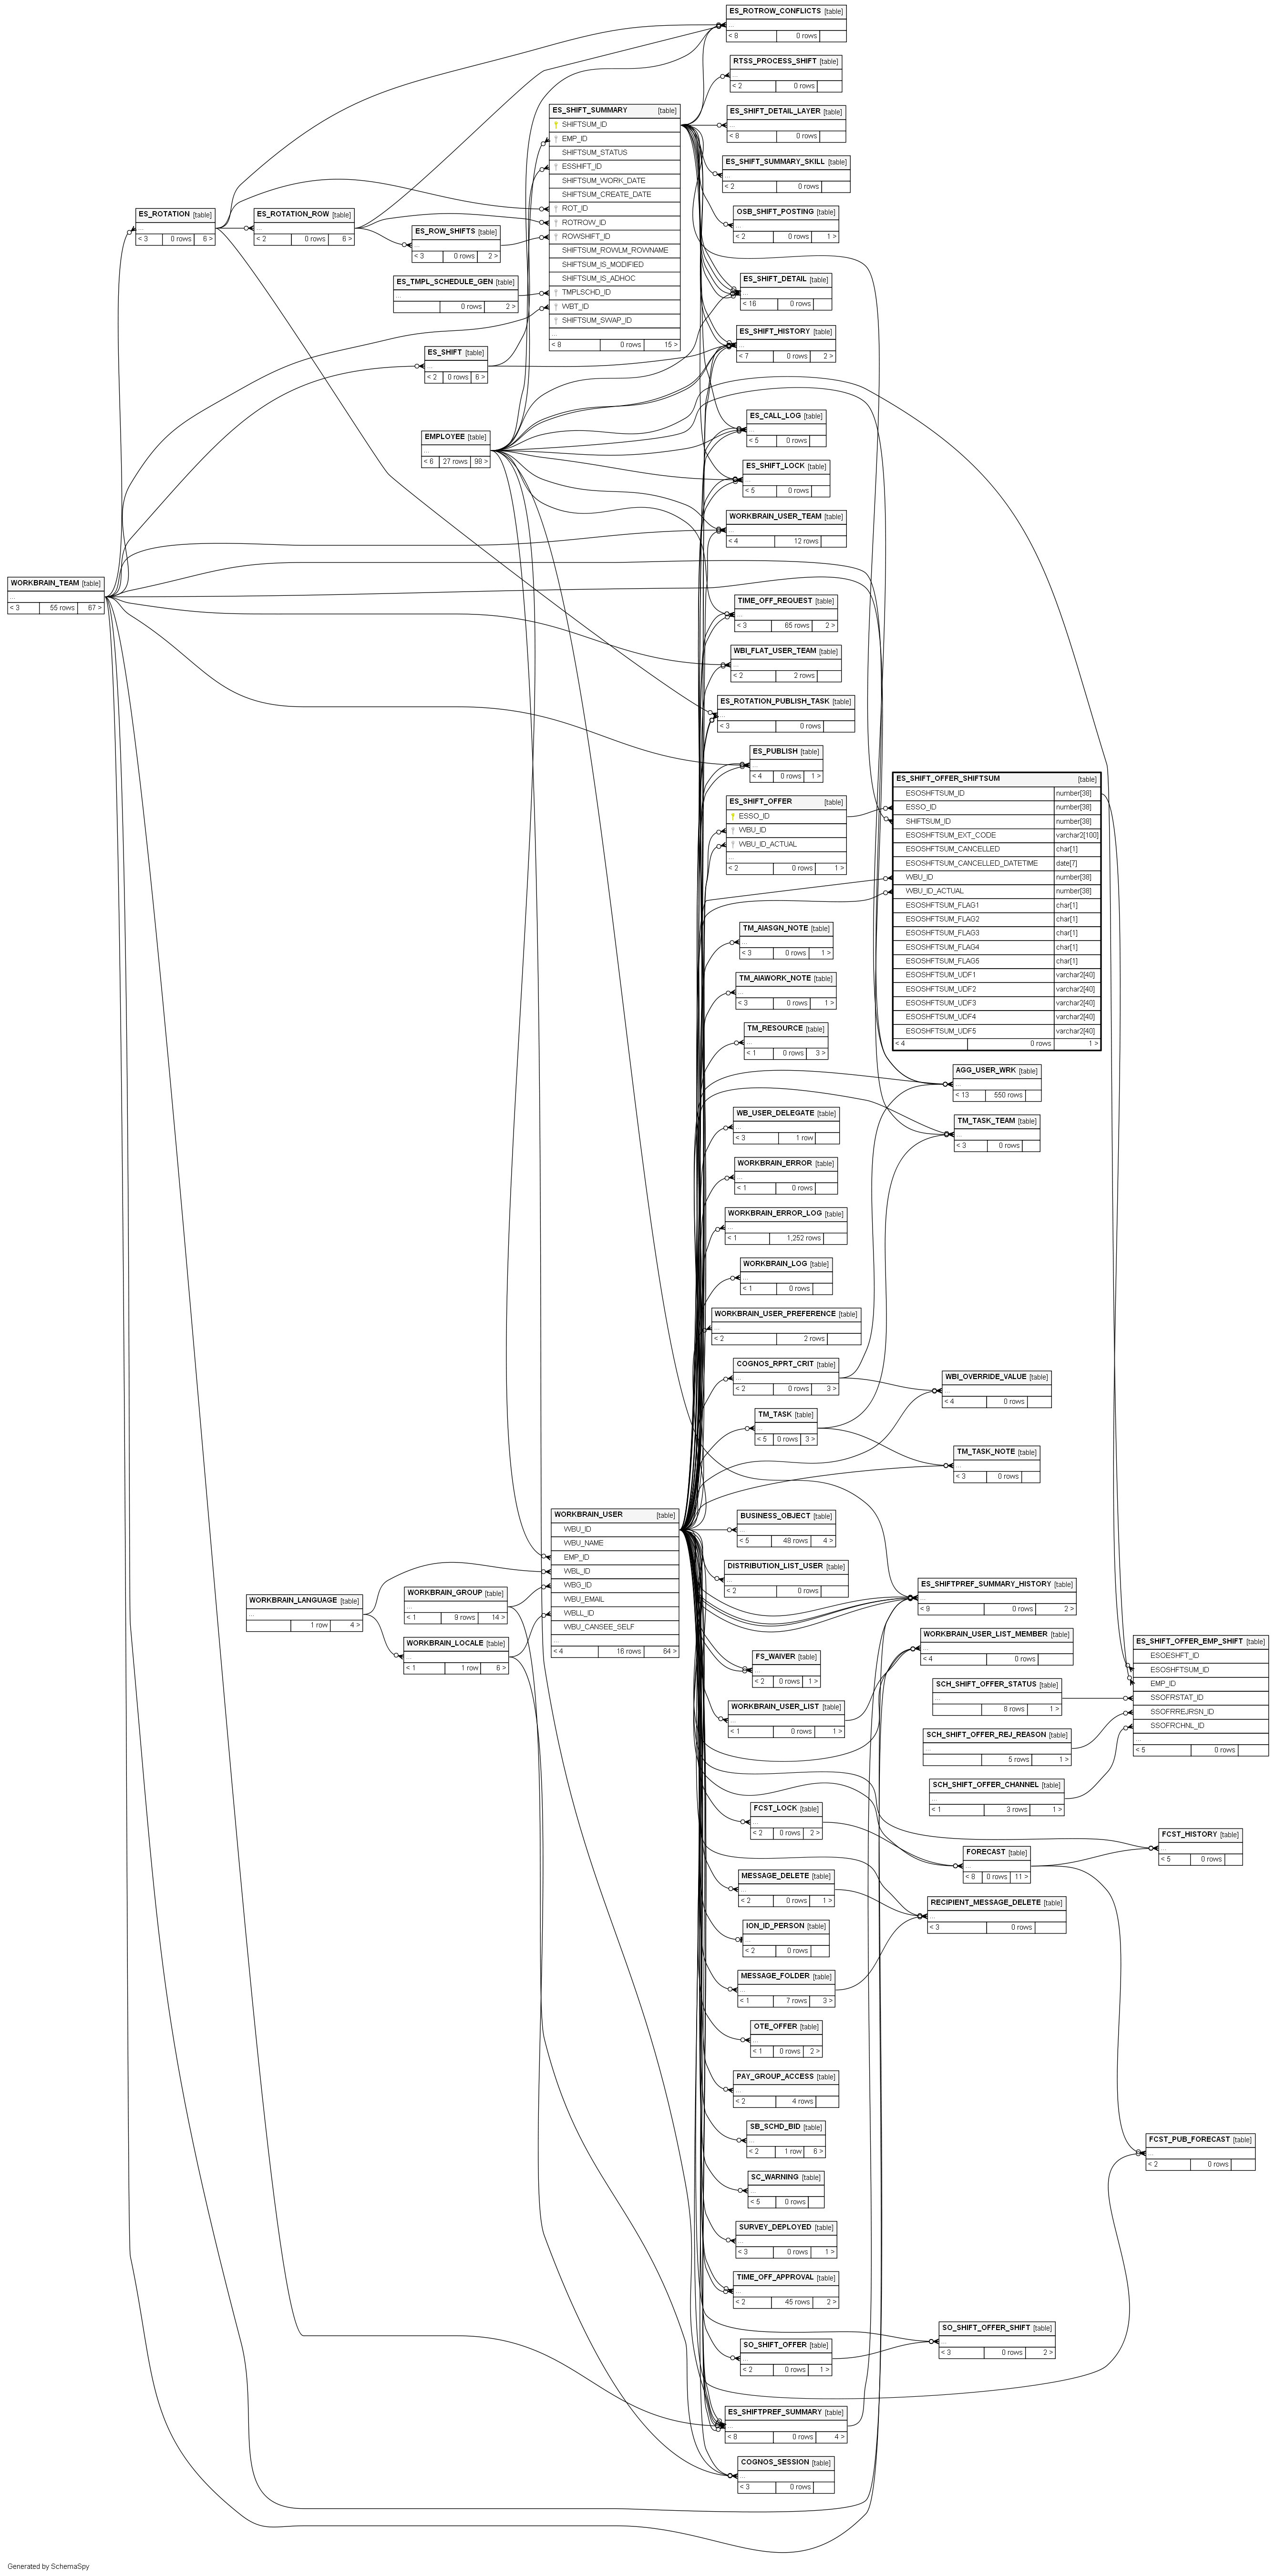 ES_ROTROW_CONFLICTS [table]
...
< 8 0 rows
RTSS_PROCESS_SHIFT [table]
...
< 2 0 rows
ES_SHIFT_SUMMARY [table]
SHIFTSUM_ID
EMP_ID
SHIFTSUM_STATUS
ESSHIFT_ID
SHIFTSUM_WORK_DATE
SHIFTSUM_CREATE_DATE
ROT_ID
ROTROW_ID
ROWSHIFT_ID
SHIFTSUM_ROWLM_ROWNAME
SHIFTSUM_IS_MODIFIED
SHIFTSUM_IS_ADHOC
TMPLSCHD_ID
WBT_ID
SHIFTSUM_SWAP_ID
...
< 8 0 rows 15 >
ES_SHIFT_DETAIL_LAYER [table]
...
< 8 0 rows
ES_SHIFT_SUMMARY_SKILL [table]
...
< 2 0 rows
OSB_SHIFT_POSTING [table]
...
< 2 0 rows 1 >
ES_ROTATION [table]
...
< 3 0 rows 6 >
ES_ROTATION_ROW [table]
...
< 2 0 rows 6 >
ES_ROW_SHIFTS [table]
...
< 3 0 rows 2 >
ES_TMPL_SCHEDULE_GEN [table]
...
0 rows 2 >
ES_SHIFT_DETAIL [table]
...
< 16 0 rows
ES_SHIFT_HISTORY [table]
...
< 7 0 rows 2 >
ES_SHIFT [table]
...
< 2 0 rows 6 >
ES_CALL_LOG [table]
...
< 5 0 rows
EMPLOYEE [table]
...
< 6 27 rows 98 >
ES_SHIFT_LOCK [table]
...
< 5 0 rows
WORKBRAIN_USER_TEAM [table]
...
< 4 12 rows
WORKBRAIN_TEAM [table]
...
< 3 55 rows 67 >
TIME_OFF_REQUEST [table]
...
< 3 65 rows 2 >
WBI_FLAT_USER_TEAM [table]
...
< 2 2 rows
ES_ROTATION_PUBLISH_TASK [table]
...
< 3 0 rows
ES_PUBLISH [table]
...
< 4 0 rows 1 >
ES_SHIFT_OFFER [table]
ESSO_ID
WBU_ID
WBU_ID_ACTUAL
...
< 2 0 rows 1 >
ES_SHIFT_OFFER_SHIFTSUM [table]
ESOSHFTSUM_ID number[38]
ESSO_ID number[38]
SHIFTSUM_ID number[38]
ESOSHFTSUM_EXT_CODE varchar2[100]
ESOSHFTSUM_CANCELLED char[1]
ESOSHFTSUM_CANCELLED_DATETIME date[7]
WBU_ID number[38]
WBU_ID_ACTUAL number[38]
ESOSHFTSUM_FLAG1 char[1]
ESOSHFTSUM_FLAG2 char[1]
ESOSHFTSUM_FLAG3 char[1]
ESOSHFTSUM_FLAG4 char[1]
ESOSHFTSUM_FLAG5 char[1]
ESOSHFTSUM_UDF1 varchar2[40]
ESOSHFTSUM_UDF2 varchar2[40]
ESOSHFTSUM_UDF3 varchar2[40]
ESOSHFTSUM_UDF4 varchar2[40]
ESOSHFTSUM_UDF5 varchar2[40]
< 4 0 rows 1 >
TM_AIASGN_NOTE [table]
...
< 3 0 rows 1 >
TM_AIAWORK_NOTE [table]
...
< 3 0 rows 1 >
TM_RESOURCE [table]
...
< 1 0 rows 3 >
AGG_USER_WRK [table]
...
< 13 550 rows
WB_USER_DELEGATE [table]
...
< 3 1 row
TM_TASK_TEAM [table]
...
< 3 0 rows
WORKBRAIN_ERROR [table]
...
< 1 0 rows
WORKBRAIN_ERROR_LOG [table]
...
< 1 1,252 rows
WORKBRAIN_LOG [table]
...
< 1 0 rows
WORKBRAIN_USER_PREFERENCE [table]
...
< 2 2 rows
COGNOS_RPRT_CRIT [table]
...
< 2 0 rows 3 >
WBI_OVERRIDE_VALUE [table]
...
< 4 0 rows
TM_TASK [table]
...
< 5 0 rows 3 >
TM_TASK_NOTE [table]
...
< 3 0 rows
WORKBRAIN_USER [table]
WBU_ID
WBU_NAME
EMP_ID
WBL_ID
WBG_ID
WBU_EMAIL
WBLL_ID
WBU_CANSEE_SELF
...
< 4 16 rows 64 >
BUSINESS_OBJECT [table]
...
< 5 48 rows 4 >
DISTRIBUTION_LIST_USER [table]
...
< 2 0 rows
WORKBRAIN_LANGUAGE [table]
...
1 row 4 >
WORKBRAIN_GROUP [table]
...
< 1 9 rows 14 >
WORKBRAIN_LOCALE [table]
...
< 1 1 row 6 >
ES_SHIFTPREF_SUMMARY_HISTORY [table]
...
< 9 0 rows 2 >
WORKBRAIN_USER_LIST_MEMBER [table]
...
< 4 0 rows
FS_WAIVER [table]
...
< 2 0 rows 1 >
ES_SHIFT_OFFER_EMP_SHIFT [table]
ESOESHFT_ID
ESOSHFTSUM_ID
EMP_ID
SSOFRSTAT_ID
SSOFRREJRSN_ID
SSOFRCHNL_ID
...
< 5 0 rows
SCH_SHIFT_OFFER_STATUS [table]
...
8 rows 1 >
WORKBRAIN_USER_LIST [table]
...
< 1 0 rows 1 >
SCH_SHIFT_OFFER_REJ_REASON [table]
...
5 rows 1 >
SCH_SHIFT_OFFER_CHANNEL [table]
...
< 1 3 rows 1 >
FCST_LOCK [table]
...
< 2 0 rows 2 >
FCST_HISTORY [table]
...
< 5 0 rows
FORECAST [table]
...
< 8 0 rows 11 >
MESSAGE_DELETE [table]
...
< 2 0 rows 1 >
RECIPIENT_MESSAGE_DELETE [table]
...
< 3 0 rows
ION_ID_PERSON [table]
...
< 2 0 rows
MESSAGE_FOLDER [table]
...
< 1 7 rows 3 >
OTE_OFFER [table]
...
< 1 0 rows 2 >
PAY_GROUP_ACCESS [table]
...
< 2 4 rows
SB_SCHD_BID [table]
...
< 2 1 row 6 >
FCST_PUB_FORECAST [table]
...
< 2 0 rows
SC_WARNING [table]
...
< 5 0 rows
SURVEY_DEPLOYED [table]
...
< 3 0 rows 1 >
TIME_OFF_APPROVAL [table]
...
< 2 45 rows 2 >
SO_SHIFT_OFFER_SHIFT [table]
...
< 3 0 rows 2 >
SO_SHIFT_OFFER [table]
...
< 2 0 rows 1 >
ES_SHIFTPREF_SUMMARY [table]
...
< 8 0 rows 4 >
COGNOS_SESSION [table]
...
< 3 0 rows
Generated by SchemaSpy